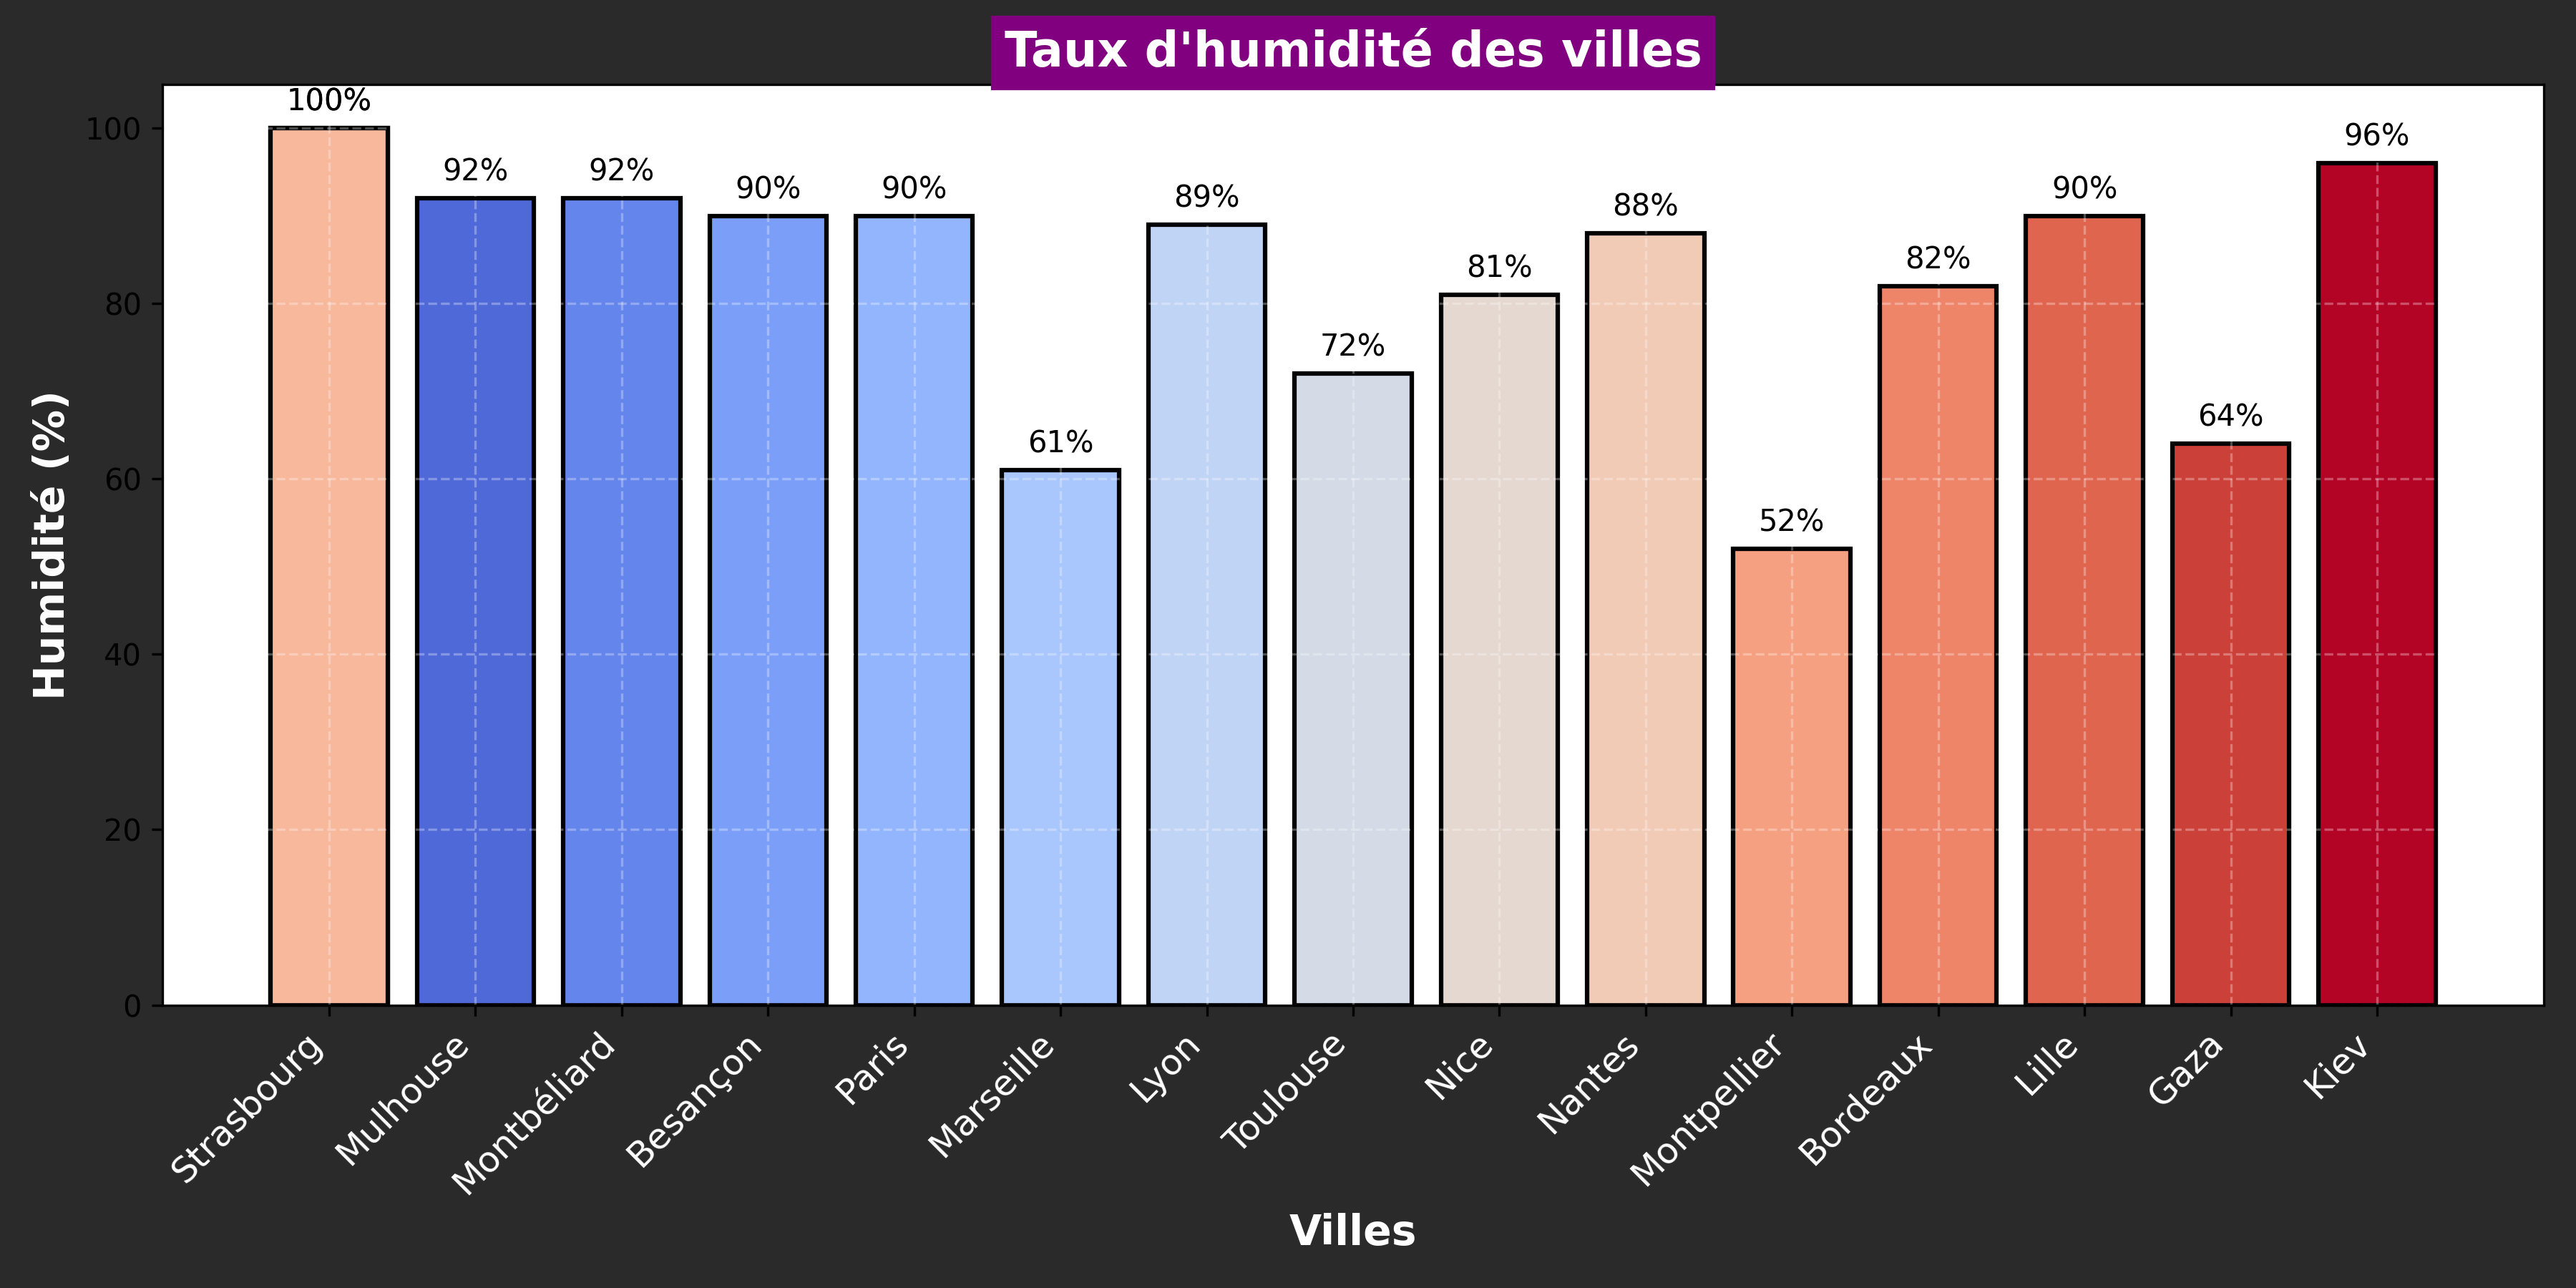 Taux d'humidité des villes
100%
92%
92%
90%
90%
61%
89%
72%
81%
88%
52%
82%
90%
64%
96%
Humidité (%)
100
80
60
40
20
0
Strasbourg
Mulhouse
Montbéliard
Besançon
Paris
Marseille
Lyon
Toulouse
Nice
Nantes
Montpellier
Bordeaux
Lille
Gaza
Kiev
Villes